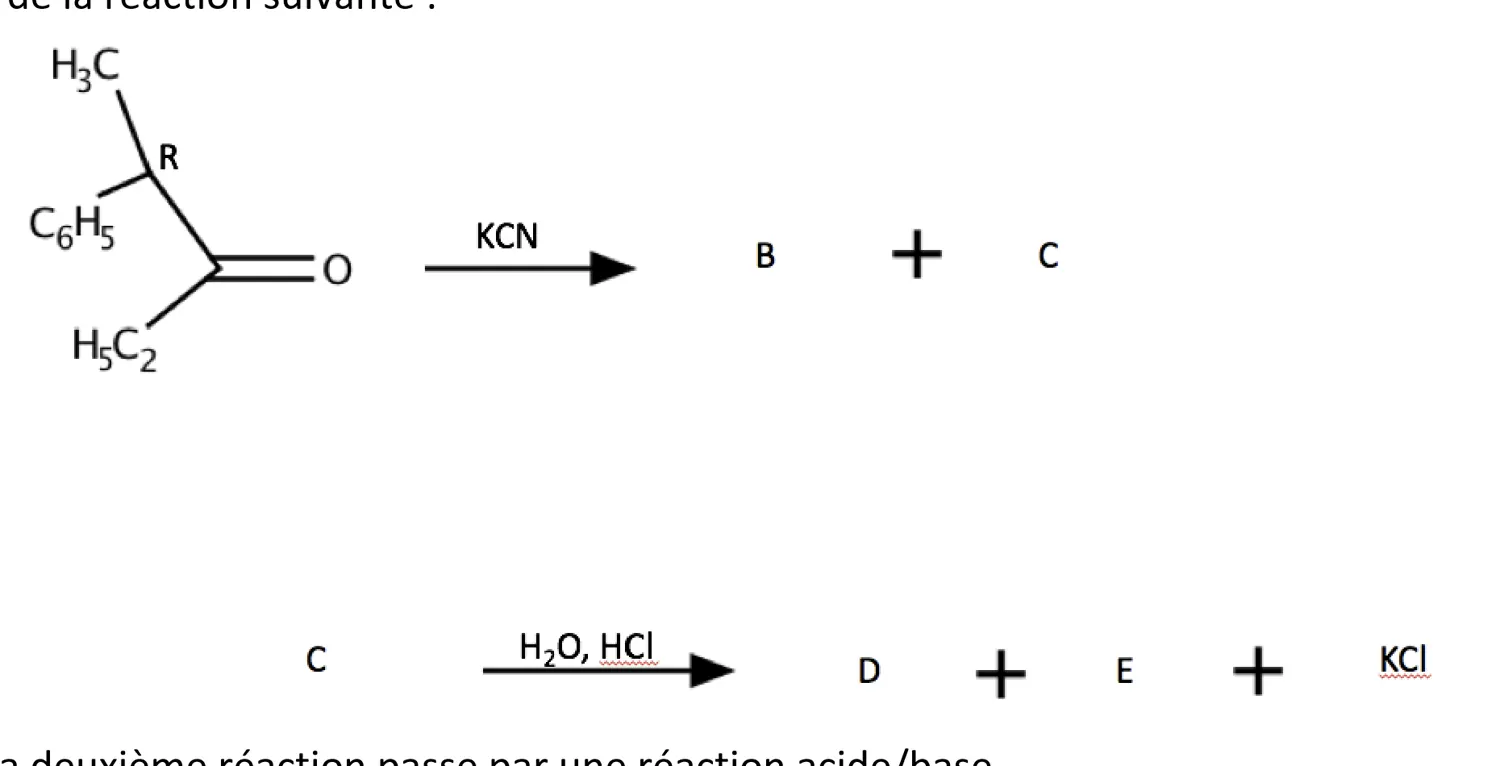 de la réaction suivante :
H₃C
R
C₆H₅
O
H₅C₂
KCN
B + C
C
H₂O, HCl
D + E + KCl
a deuxième réaction passe par une réaction acide/base